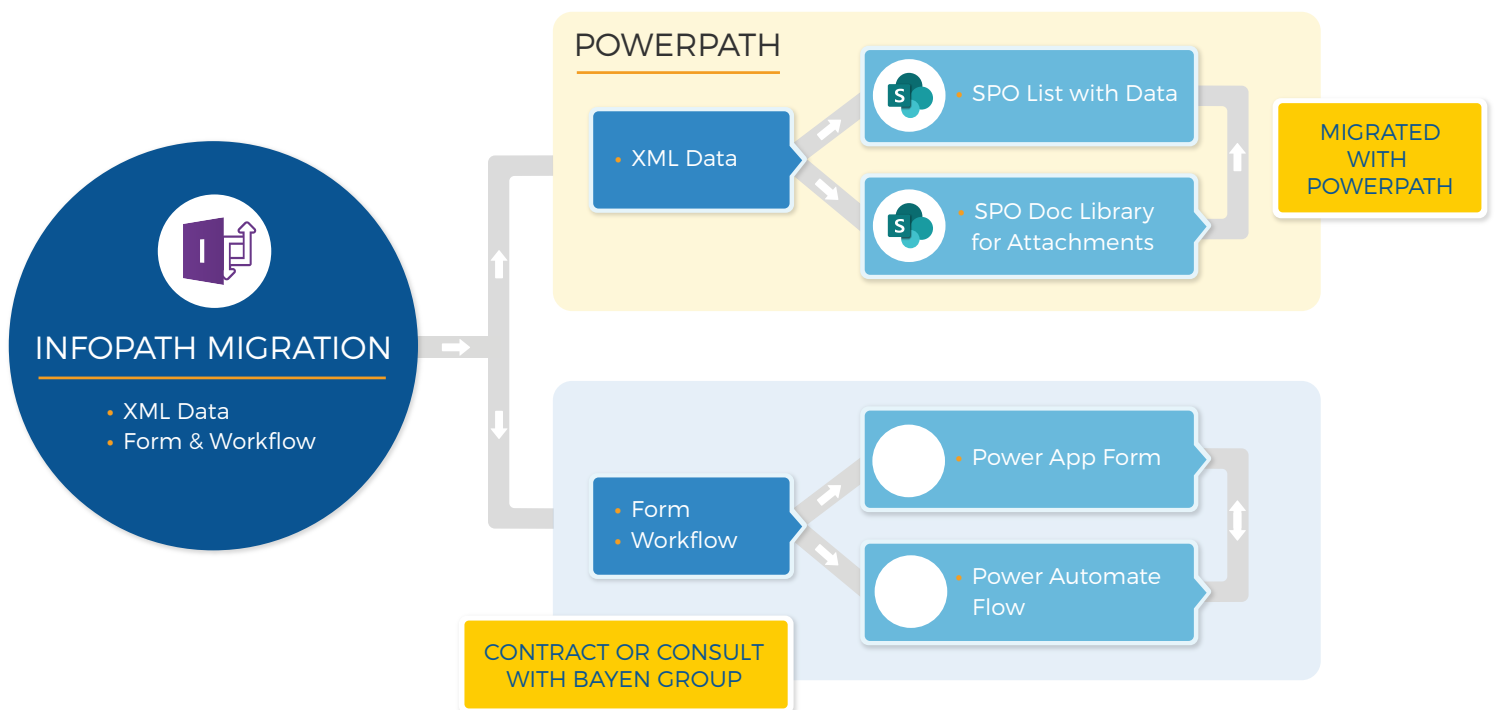 POWERPATH
• XML Data
S
• SPO List with Data
S
• SPO Doc Library
for Attachments
MIGRATED
WITH
POWERPATH
I
INFOPATH MIGRATION
• XML Data
• Form & Workflow
• Form
• Workflow
• Power App Form
• Power Automate
Flow
CONTRACT OR CONSULT
WITH BAYEN GROUP